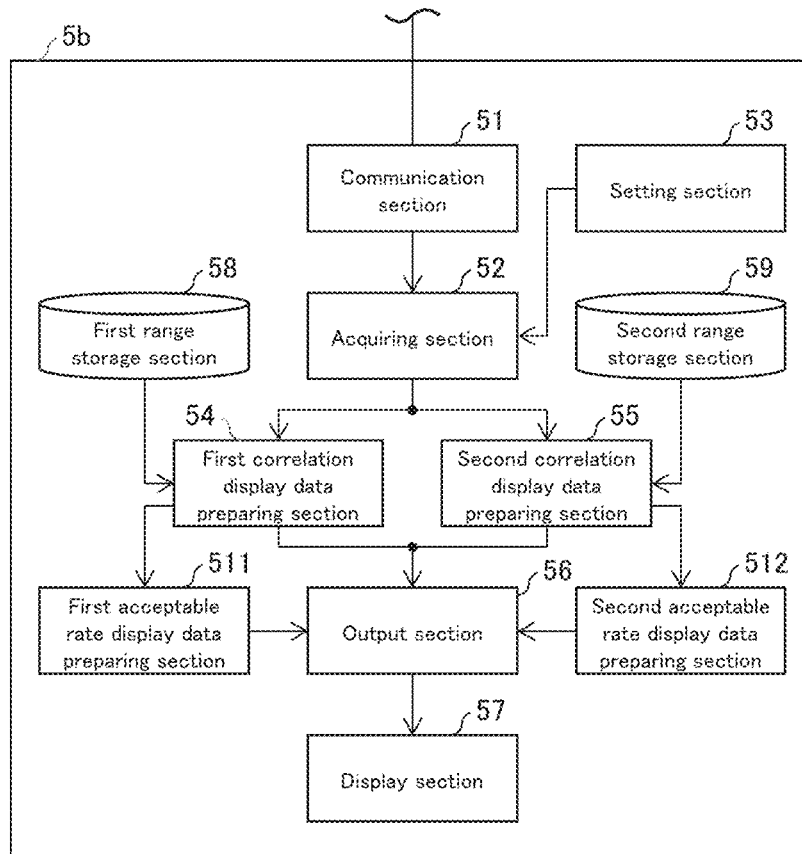 5b
51
Communication
section
53
Setting section
58
First range
storage section
52
Acquiring section
59
Second range
storage section
54
First correlation
display data
preparing section
55
Second correlation
display data
preparing section
511
First acceptable
rate display data
preparing section
56
Output section
512
Second acceptable
rate display data
preparing section
57
Display section